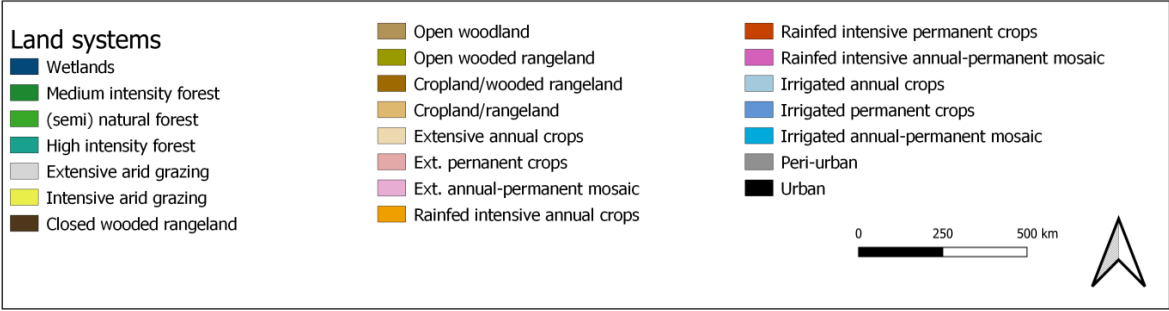 Land systems
Wetlands
Medium intensity forest
(semi) natural forest
High intensity forest
Extensive arid grazing
Intensive arid grazing
Closed wooded rangeland
Open woodland
Open wooded rangeland
Cropland/wooded rangeland
Cropland/rangeland
Extensive annual crops
Ext. pernanent crops
Ext. annual-permanent mosaic
Rainfed intensive annual crops
Rainfed intensive permanent crops
Rainfed intensive annual-permanent mosaic
Irrigated annual crops
Irrigated permanent crops
Irrigated annual-permanent mosaic
Peri-urban
Urban
0 250 500 km